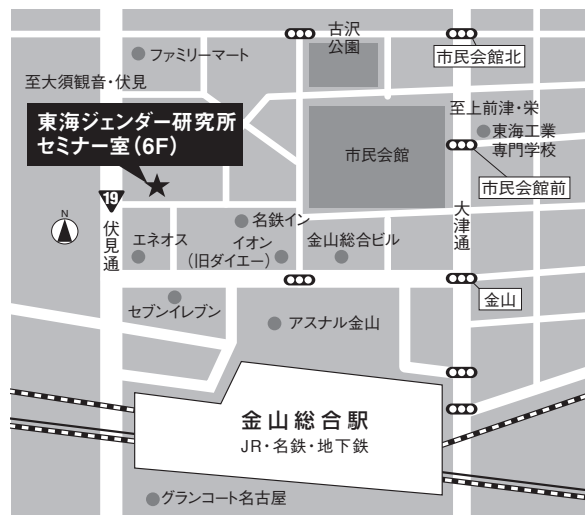 古沢
公園
ファミリーマート
市民会館北
至大須観音・伏見
至上前津・栄
東海ジェンダー研究所
セミナー室(6F)
東海工業
専門学校
市民会館
市民会館前
19
伏見通
大津通
N
名鉄イン
エネオス
イオン
(旧ダイエー)
金山総合ビル
金山
セブンイレブン
アスナル金山
金山総合駅
JR・名鉄・地下鉄
グランコート名古屋